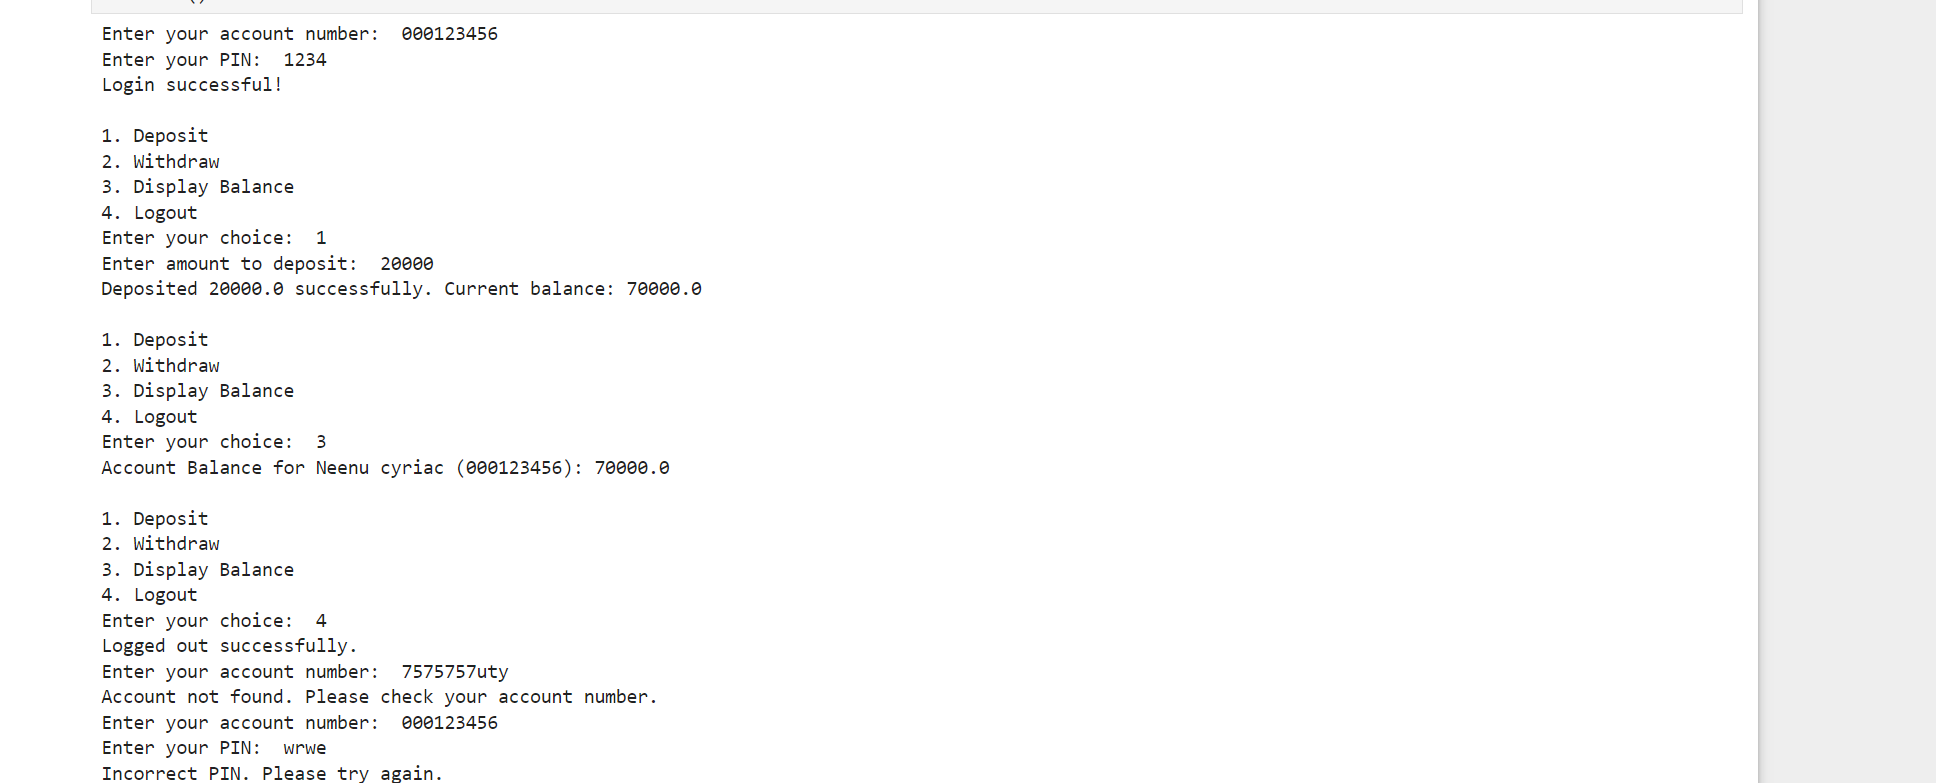 Enter your account number:  000123456
Enter your PIN:  1234
Login successful!
1. Deposit
2. Withdraw
3. Display Balance
4. Logout
Enter your choice:  1
Enter amount to deposit:  20000
Deposited 20000.0 successfully. Current balance: 70000.0
1. Deposit
2. Withdraw
3. Display Balance
4. Logout
Enter your choice:  3
Account Balance for Neenu cyriac (000123456): 70000.0
1. Deposit
2. Withdraw
3. Display Balance
4. Logout
Enter your choice:  4
Logged out successfully.
Enter your account number:  7575757uty
Account not found. Please check your account number.
Enter your account number:  000123456
Enter your PIN:  wrwe
Incorrect PIN. Please try again.